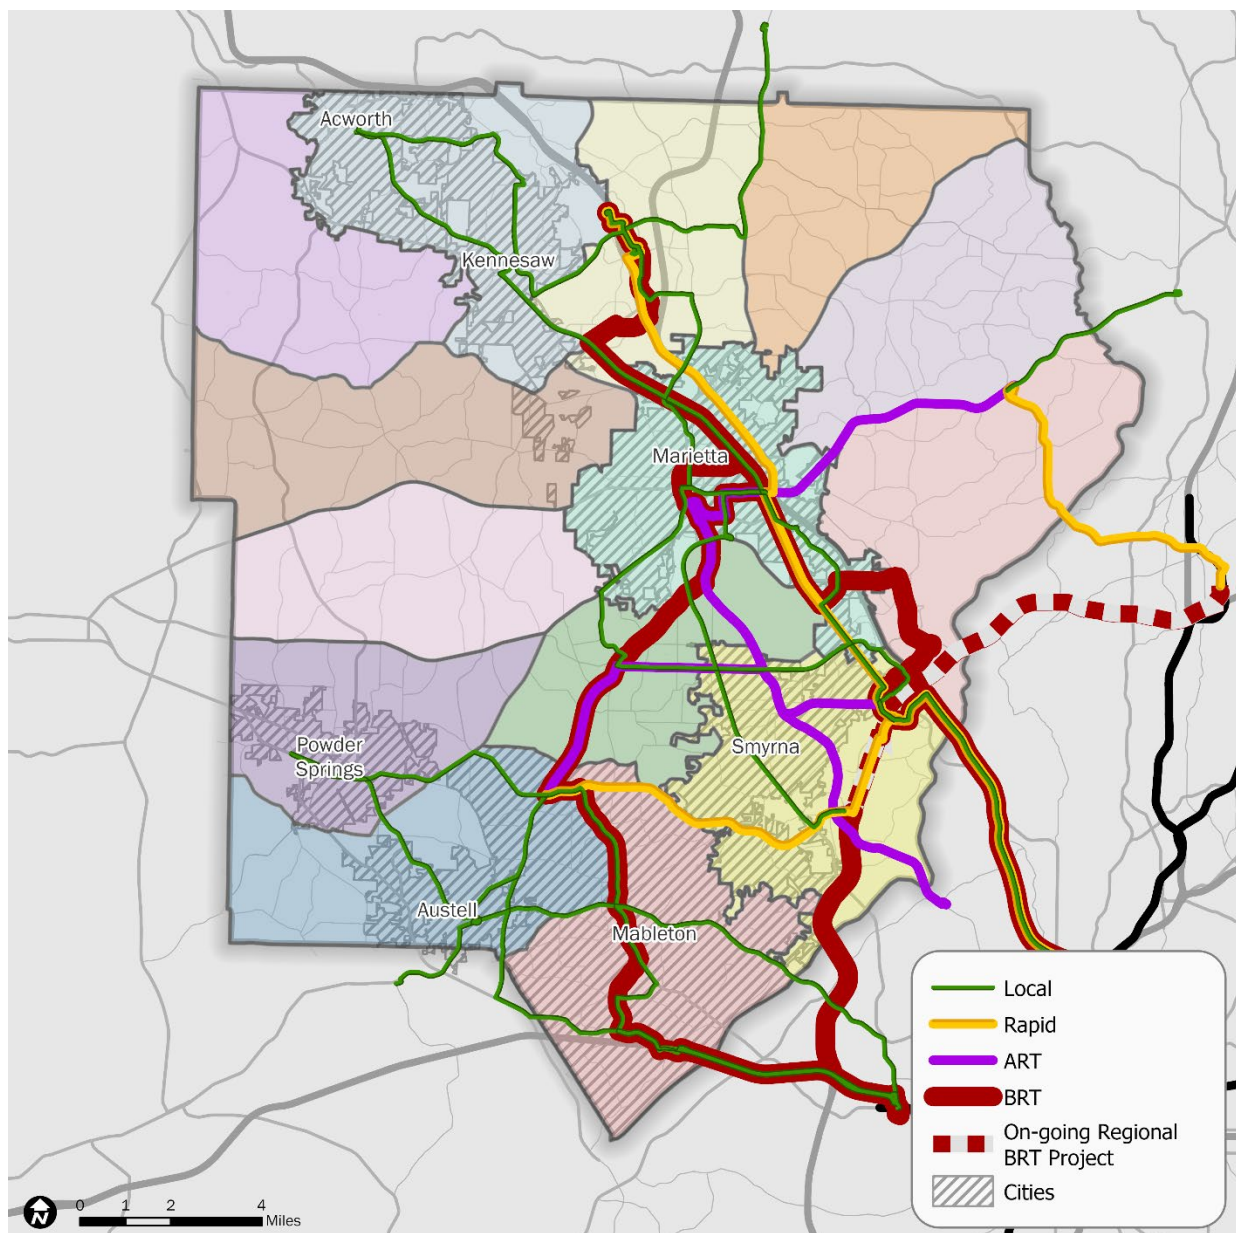 Acworth
Kennesaw
Marietta
Smyrna
Powder
Springs
Austell
Mableton
Local
Rapid
ART
BRT
On-going Regional
BRT Project
Cities
N
0 1 2 4
Miles